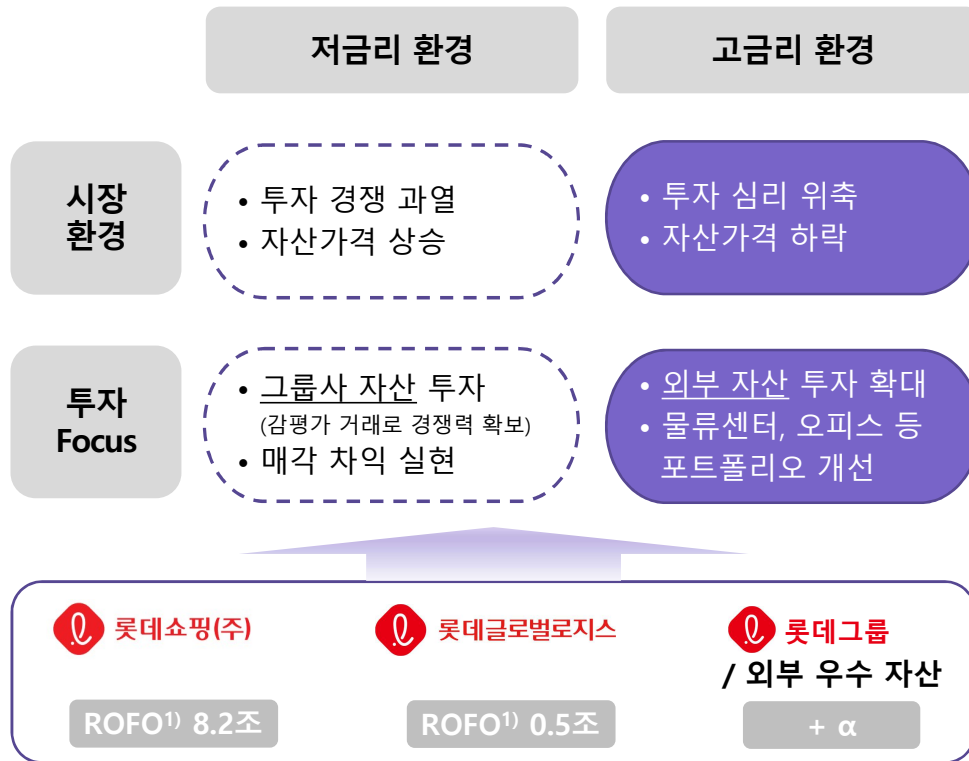 저금리 환경
고금리 환경
시장
환경
• 투자 경쟁 과열
• 자산가격 상승
• 투자 심리 위축
• 자산가격 하락
투자
Focus
• 그룹사 자산 투자
(감평가 거래로 경쟁력 확보)
• 매각 차익 실현
• 외부 자산 투자 확대
• 물류센터, 오피스 등
포트폴리오 개선
롯데쇼핑(주)
롯데글로벌로지스
롯데그룹
/ 외부 우수 자산
ROFO¹⁾ 8.2조
ROFO¹⁾ 0.5조
+ α